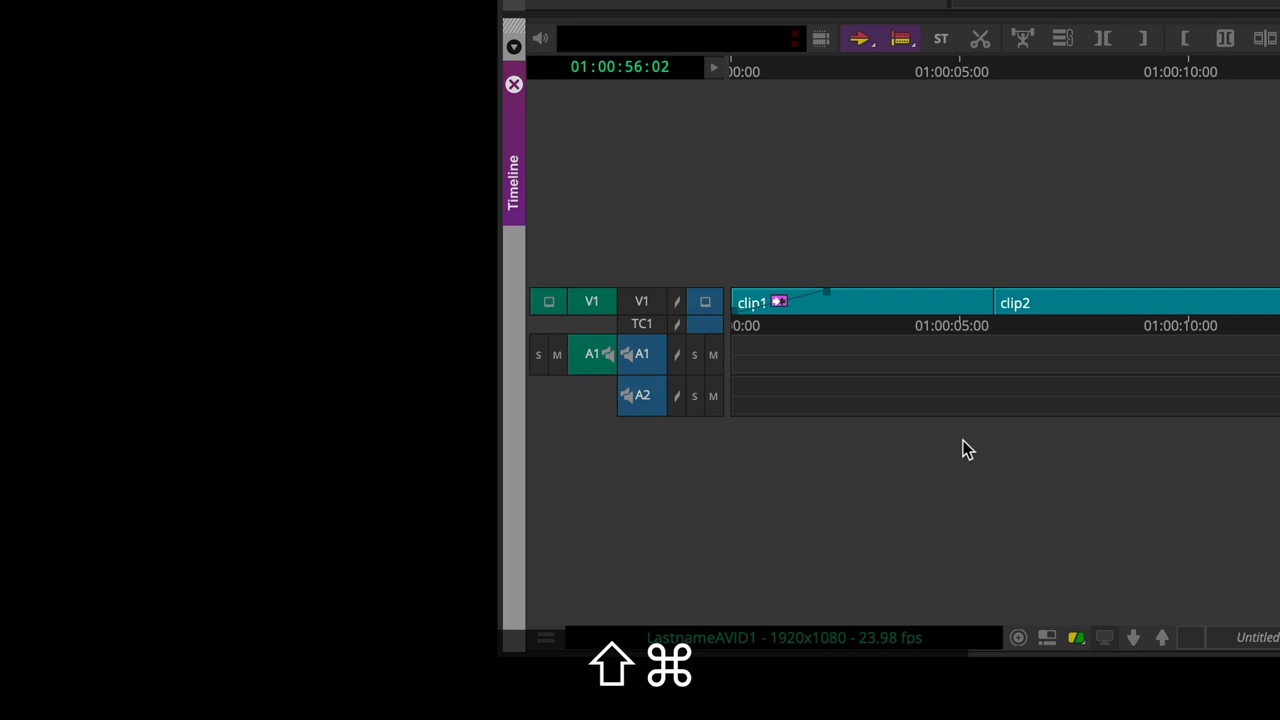 ST
01:00:56:02
00:00 01:00:05:00 01:00:10:00
Timeline
V1 V1 clip1 clip2
TC1 0:00 01:00:05:00 01:00:10:00
S M A1 A1 S M
A2 S M
LastnameAVID1 - 1920x1080 - 23.98 fps
Untitled
⇧ ⌘